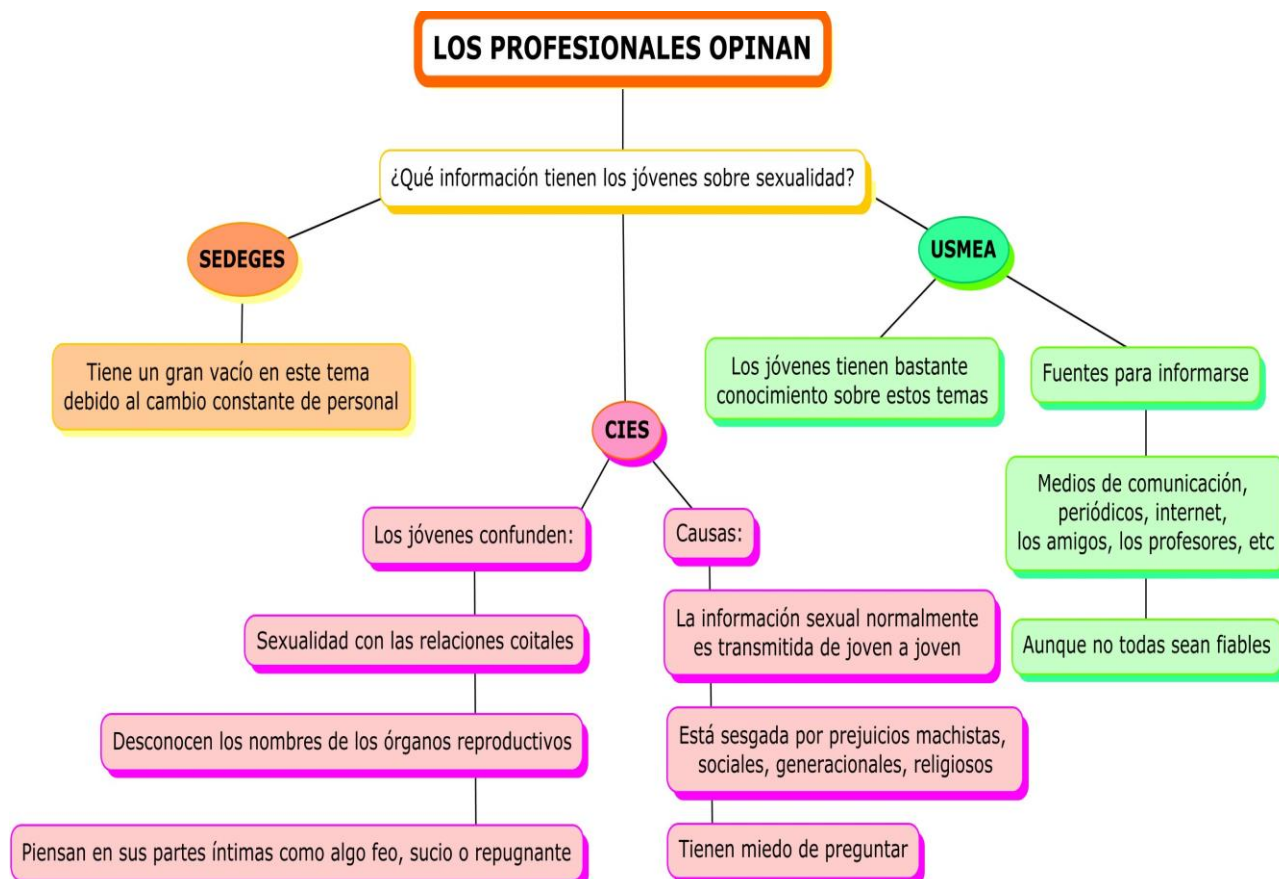 LOS PROFESIONALES OPINAN
¿Qué información tienen los jóvenes sobre sexualidad?
SEDEGES
Tiene un gran vacío en este tema
debido al cambio constante de personal
CIES
Los jóvenes confunden:
Sexualidad con las relaciones coitales
Desconocen los nombres de los órganos reproductivos
Piensan en sus partes íntimas como algo feo, sucio o repugnante
Causas:
La información sexual normalmente
es transmitida de joven a joven
Está sesgada por prejuicios machistas,
sociales, generacionales, religiosos
Tienen miedo de preguntar
USMEA
Los jóvenes tienen bastante
conocimiento sobre estos temas
Fuentes para informarse
Medios de comunicación,
periódicos, internet,
los amigos, los profesores, etc
Aunque no todas sean fiables